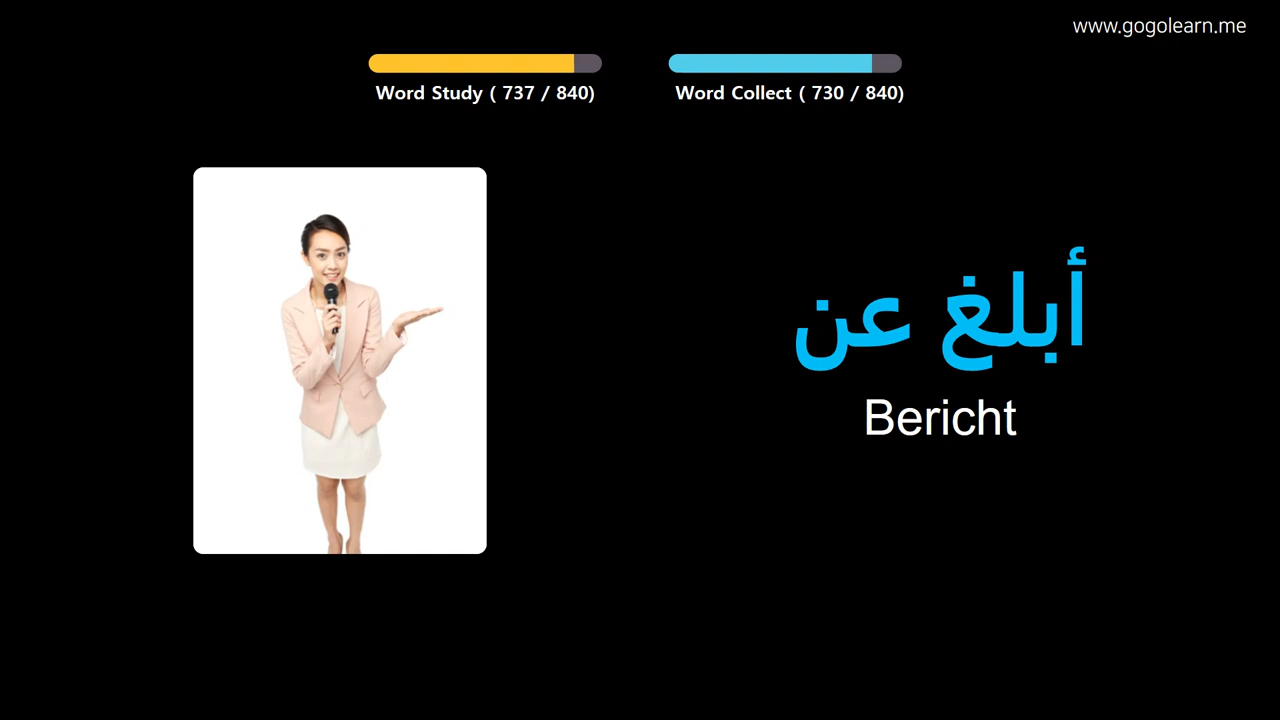 www.gogolearn.me
Word Study ( 737 / 840)
Word Collect ( 730 / 840)
أبلغ عن
Bericht